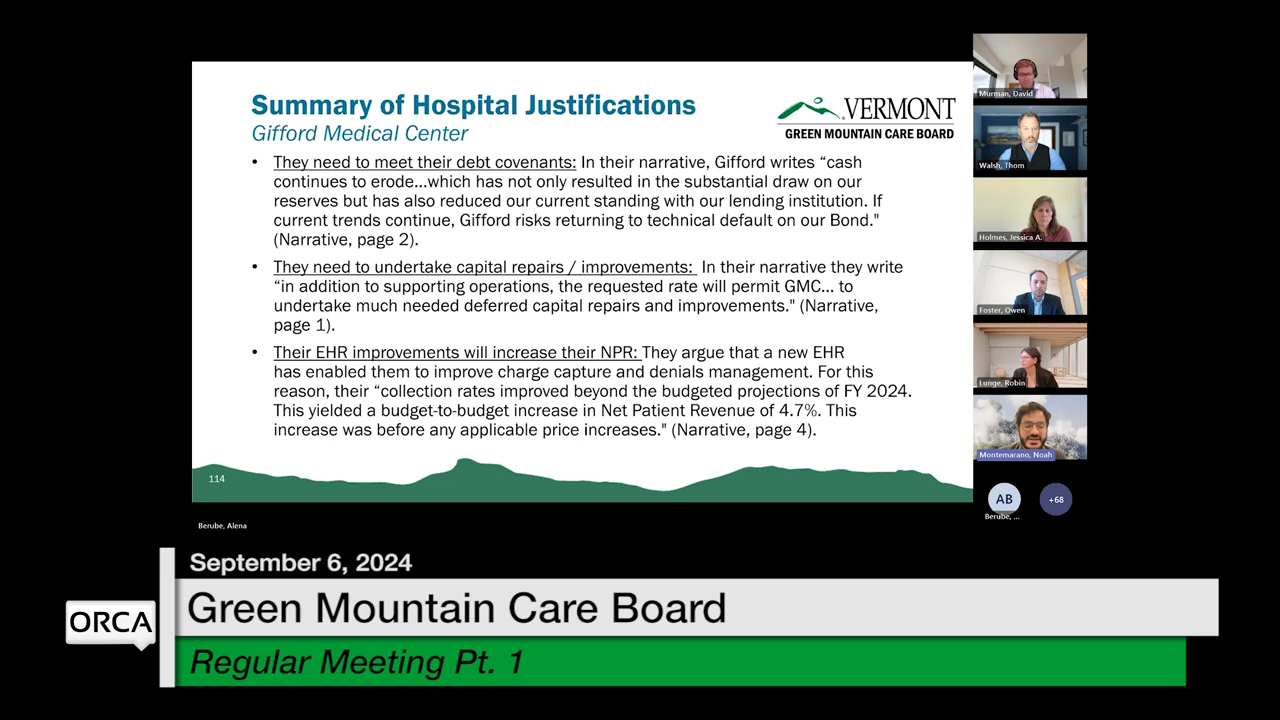 Summary of Hospital Justifications
Gifford Medical Center
VERMONT
GREEN MOUNTAIN CARE BOARD
• They need to meet their debt covenants: In their narrative, Gifford writes “cash
continues to erode...which has not only resulted in the substantial draw on our
reserves but has also reduced our current standing with our lending institution. If
current trends continue, Gifford risks returning to technical default on our Bond."
(Narrative, page 2).
• They need to undertake capital repairs / improvements: In their narrative they write
“in addition to supporting operations, the requested rate will permit GMC... to
undertake much needed deferred capital repairs and improvements." (Narrative,
page 1).
• Their EHR improvements will increase their NPR: They argue that a new EHR
has enabled them to improve charge capture and denials management. For this
reason, their “collection rates improved beyond the budgeted projections of FY 2024.
This yielded a budget-to-budget increase in Net Patient Revenue of 4.7%. This
increase was before any applicable price increases." (Narrative, page 4).
114
Murman, David
Walsh, Thom
Holmes, Jessica A.
Foster, Owen
Lunge, Robin
Montemarano, Noah
AB
+68
Berube, ...
Berube, Alena
September 6, 2024
ORCA
Green Mountain Care Board
Regular Meeting Pt. 1